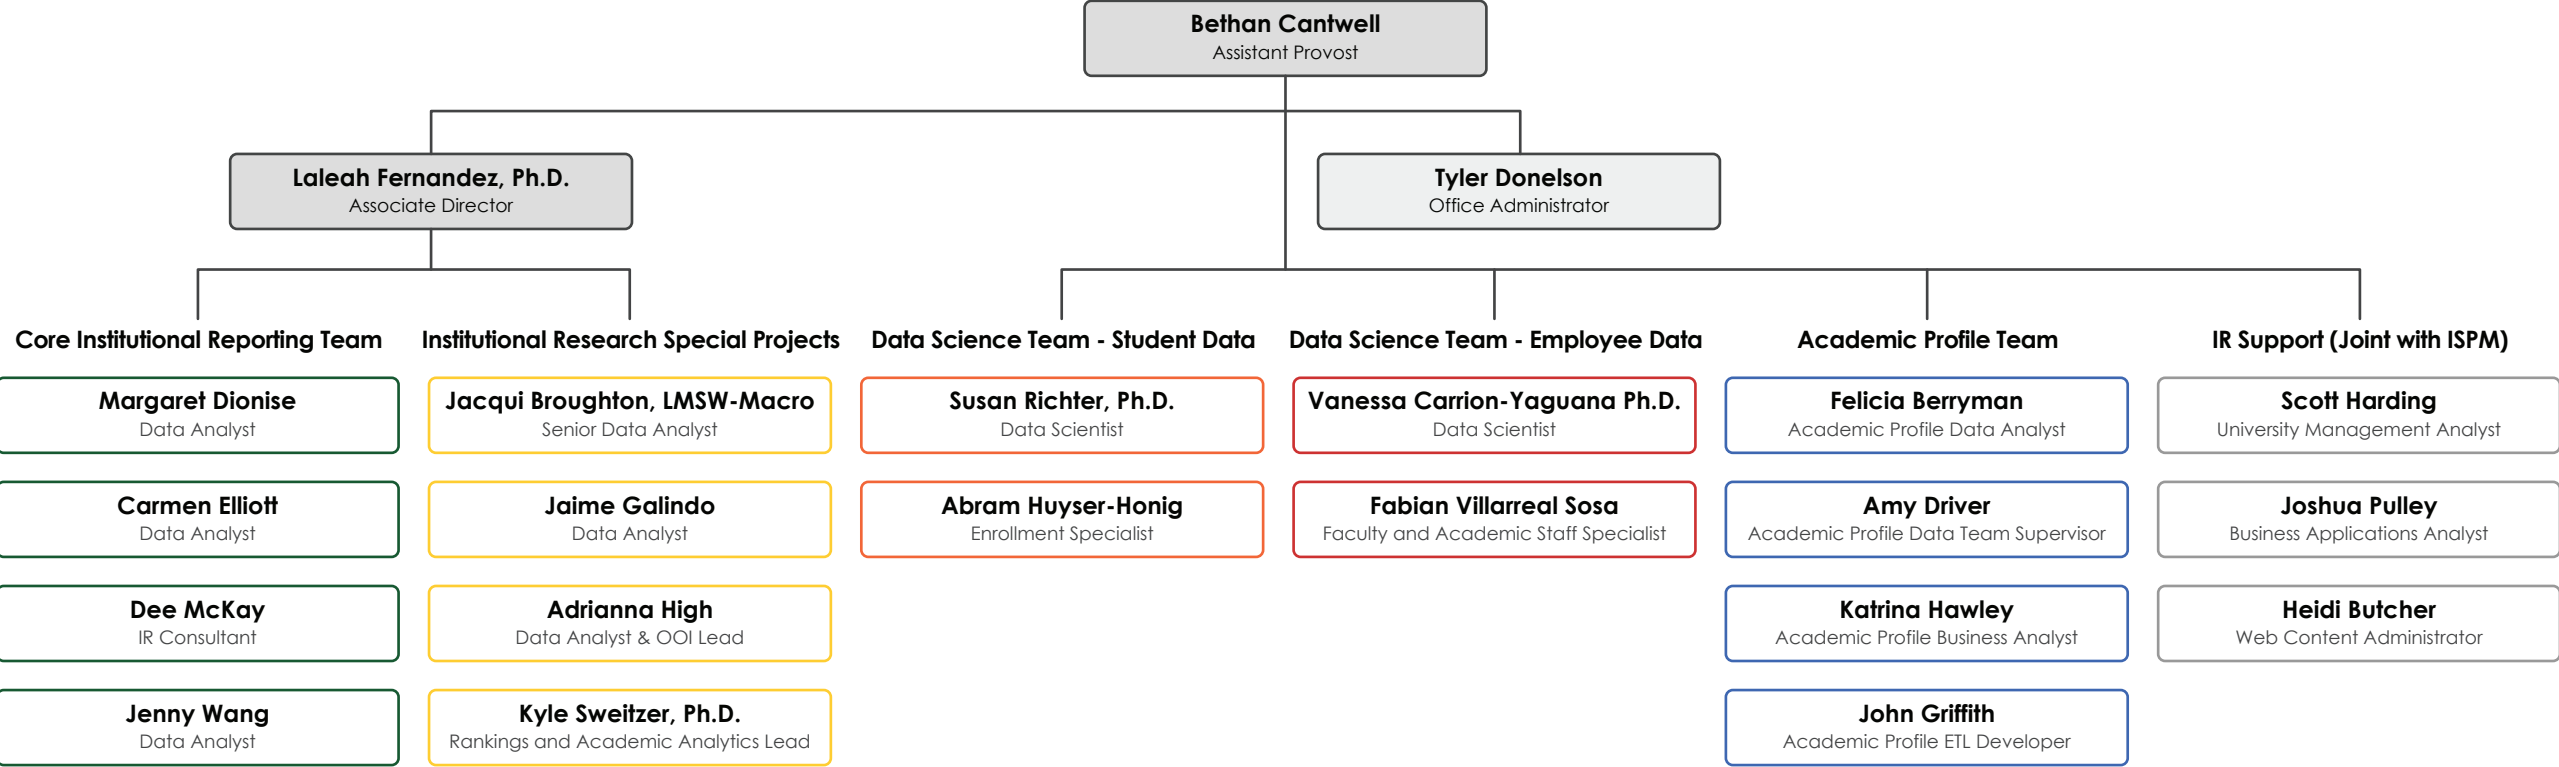 Bethan Cantwell
Assistant Provost
Laleah Fernandez, Ph.D.
Associate Director
Tyler Donelson
Office Administrator
Core Institutional Reporting Team
Margaret Dionise
Data Analyst
Carmen Elliott
Data Analyst
Dee McKay
IR Consultant
Jenny Wang
Data Analyst
Institutional Research Special Projects
Jacqui Broughton, LMSW-Macro
Senior Data Analyst
Jaime Galindo
Data Analyst
Adrianna High
Data Analyst & OOI Lead
Kyle Sweitzer, Ph.D.
Rankings and Academic Analytics Lead
Data Science Team - Student Data
Susan Richter, Ph.D.
Data Scientist
Abram Huyser-Honig
Enrollment Specialist
Data Science Team - Employee Data
Vanessa Carrion-Yaguana Ph.D.
Data Scientist
Fabian Villarreal Sosa
Faculty and Academic Staff Specialist
Academic Profile Team
Felicia Berryman
Academic Profile Data Analyst
Amy Driver
Academic Profile Data Team Supervisor
Katrina Hawley
Academic Profile Business Analyst
John Griffith
Academic Profile ETL Developer
IR Support (Joint with ISPM)
Scott Harding
University Management Analyst
Joshua Pulley
Business Applications Analyst
Heidi Butcher
Web Content Administrator